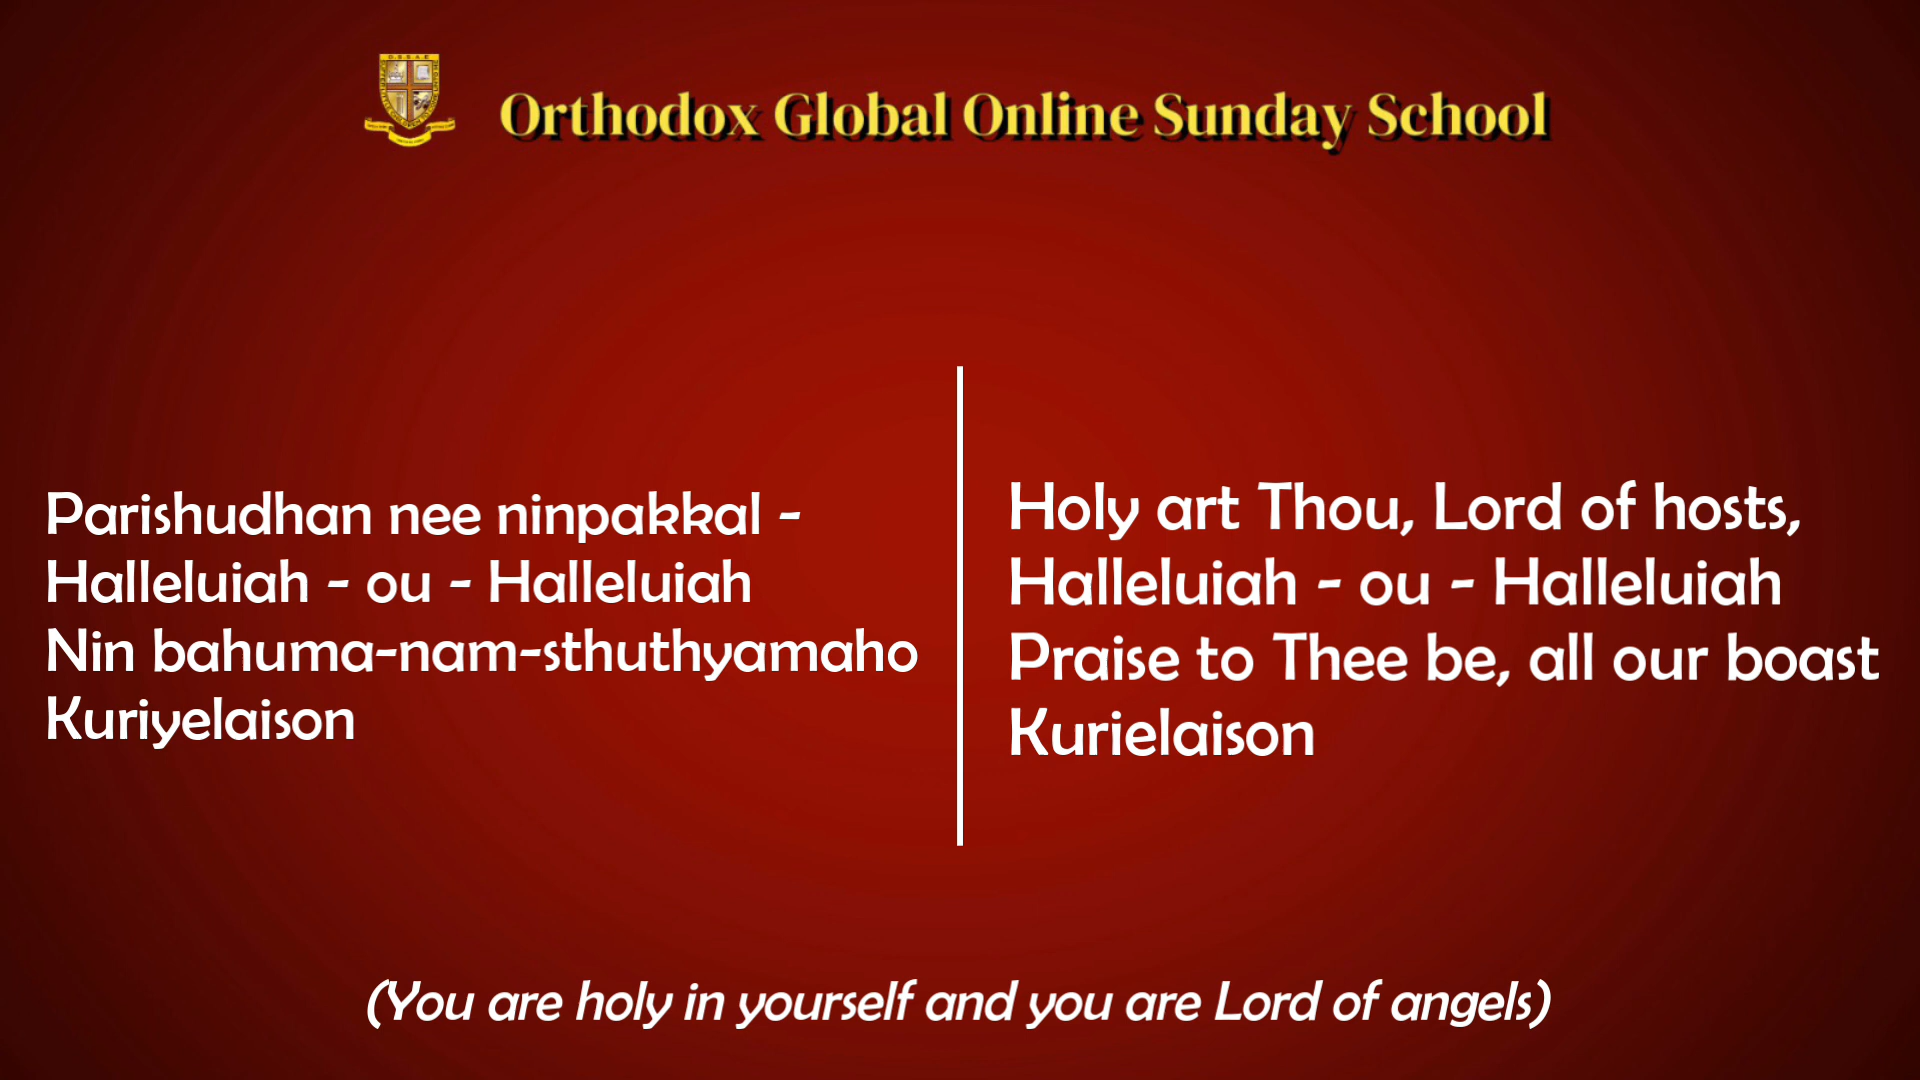 Orthodox Global Online Sunday School
Parishudhan nee ninpakkal -
Halleluiah - ou - Halleluiah
Nin bahuma-nam-sthuthyamaho
Kuriyelaison
Holy art Thou, Lord of hosts,
Halleluiah - ou - Halleluiah
Praise to Thee be, all our boast
Kurielaison
(You are holy in yourself and you are Lord of angels)